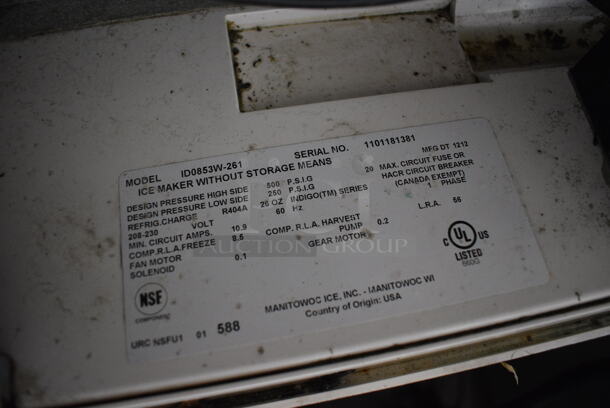 MODEL ID0853W-261 SERIAL NO. 1101181381
ICE MAKER WITHOUT STORAGE MEANS MFG DT 1212
DESIGN PRESSURE HIGH SIDE 500 P.S.I.G 20 MAX. CIRCUIT FUSE OR
DESIGN PRESSURE LOW SIDE 250 P.S.I.G HACR CIRCUIT BREAKER
REFRIG.CHARGE R404A 26 OZ INDIGO(TM) SERIES (CANADA EXEMPT)
208-230 VOLT 60 Hz 1 PHASE
MIN. CIRCUIT AMPS. 10.9
COMP.R.L.A.FREEZE 8.5 COMP. R.L.A. HARVEST L.R.A. 56
FAN MOTOR PUMP 0.2
SOLENOID 0.1 GEAR MOTOR
AUCTION GROUP
NSF
COMPONENT
C UL US
LISTED
MANITOWOC ICE, INC. - MANITOWOC WI
Country of Origin: USA
URC NSFU1 01 588